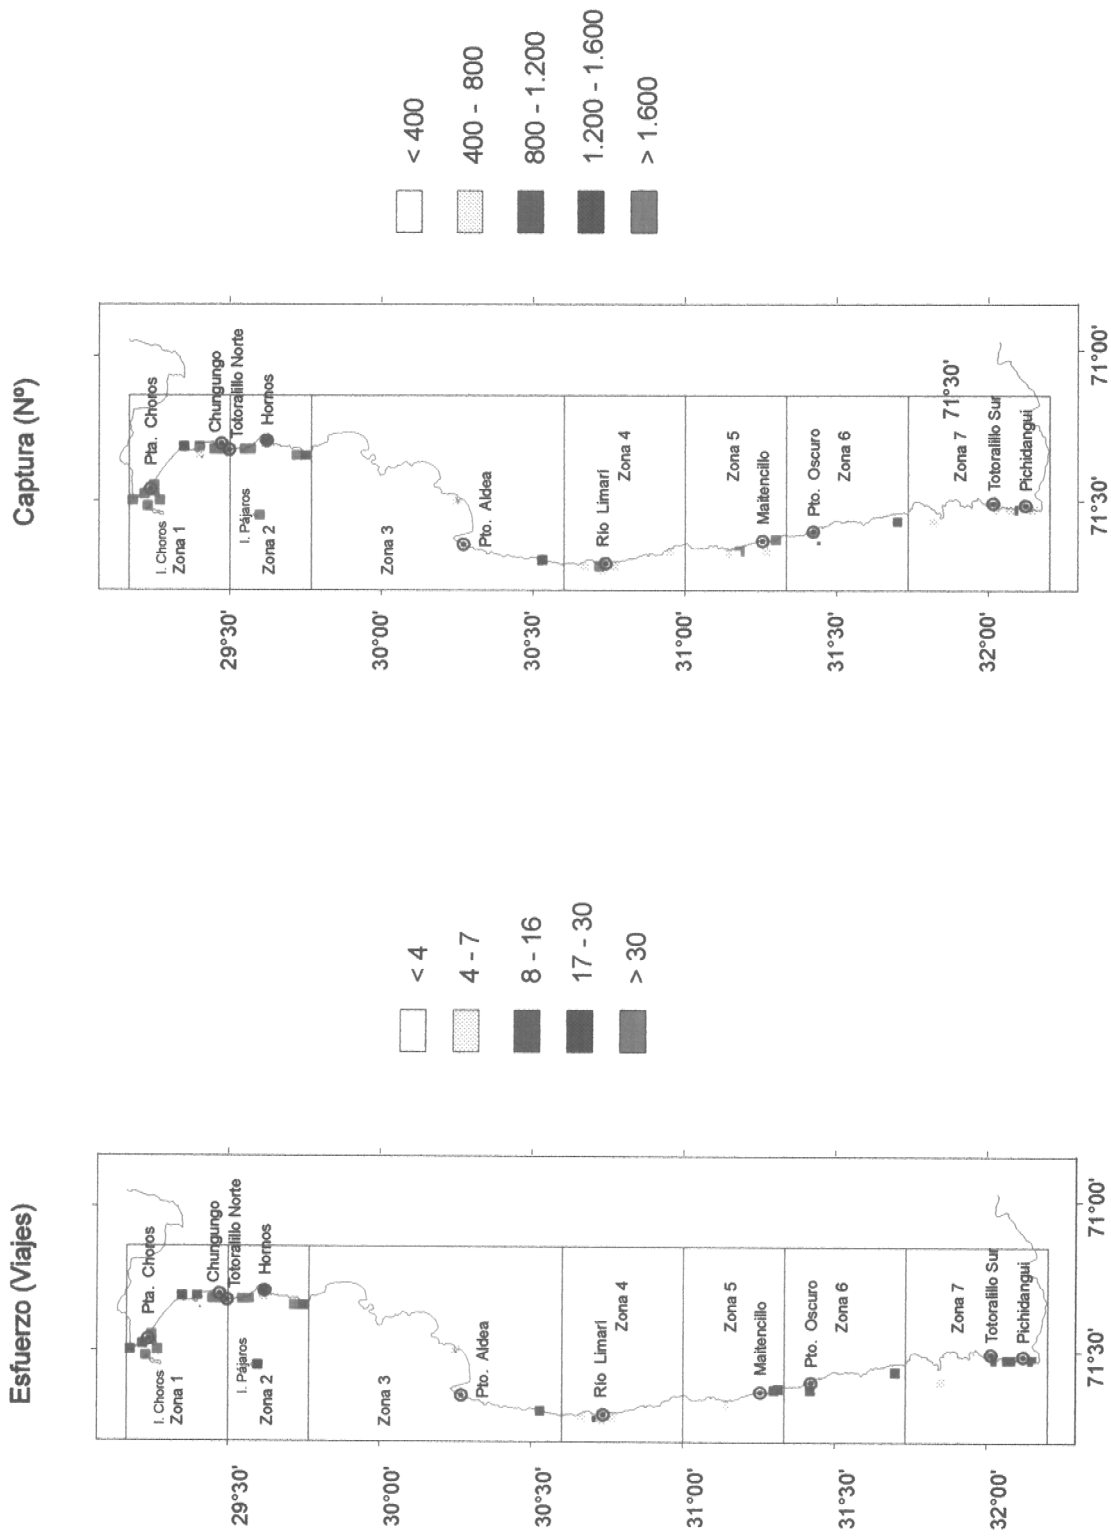 Captura (Nº)
I. Choros
Zona 1
Pta. Choros
Chungungo
Totoralillo Norte
I. Pájaros
Zona 2
Hornos
Zona 3
Pto. Aldea
Río Limarí
Zona 4
Zona 5
Maitencillo
Pto. Oscuro
Zona 6
Zona 7
71°30'
Totoralillo Sur
Pichidangui
29°30'
30°00'
30°30'
31°00'
31°30'
32°00'
71°30'
71°00'
< 400
400 - 800
800 - 1.200
1.200 - 1.600
> 1.600
Esfuerzo (Viajes)
I. Choros
Zona 1
Pta. Choros
Chungungo
Totoralillo Norte
I. Pájaros
Zona 2
Hornos
Zona 3
Pto. Aldea
Río Limarí
Zona 4
Zona 5
Maitencillo
Pto. Oscuro
Zona 6
Zona 7
Totoralillo Sur
Pichidangui
29°30'
30°00'
30°30'
31°00'
31°30'
32°00'
71°30'
71°00'
< 4
4 - 7
8 - 16
17 - 30
> 30